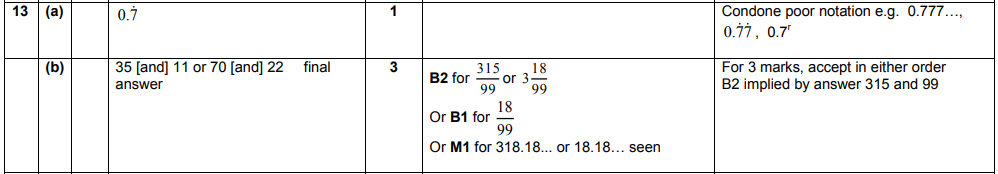 13 (a) 0.7̇ 1 Condone poor notation e.g. 0.777…,
0.7̇7̇ , 0.7ʳ
(b) 35 [and] 11 or 70 [and] 22 final
answer
3
B2 for 315/99 or 3 18/99
Or B1 for 18/99
Or M1 for 318.18... or 18.18… seen
For 3 marks, accept in either order
B2 implied by answer 315 and 99